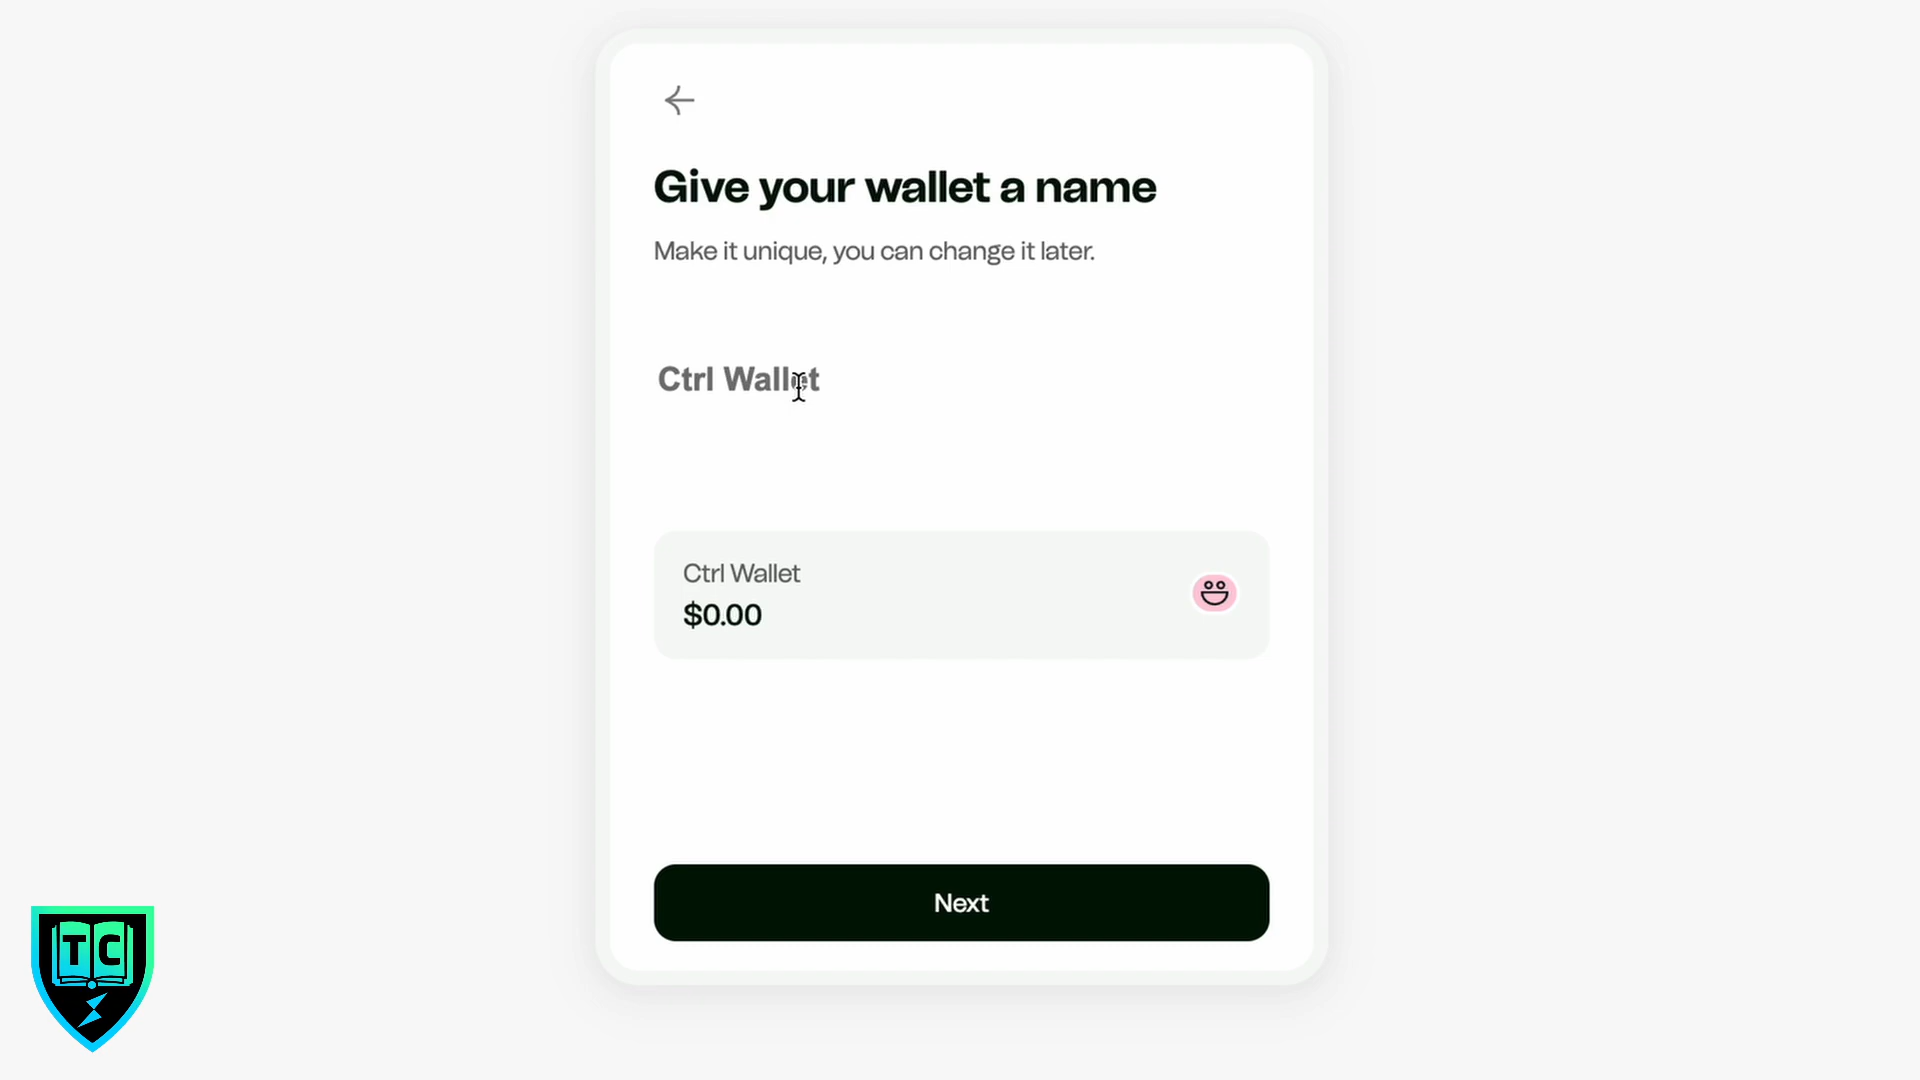 Give your wallet a name
Make it unique, you can change it later.
Ctrl Wallet
Ctrl Wallet
$0.00
Next
TC